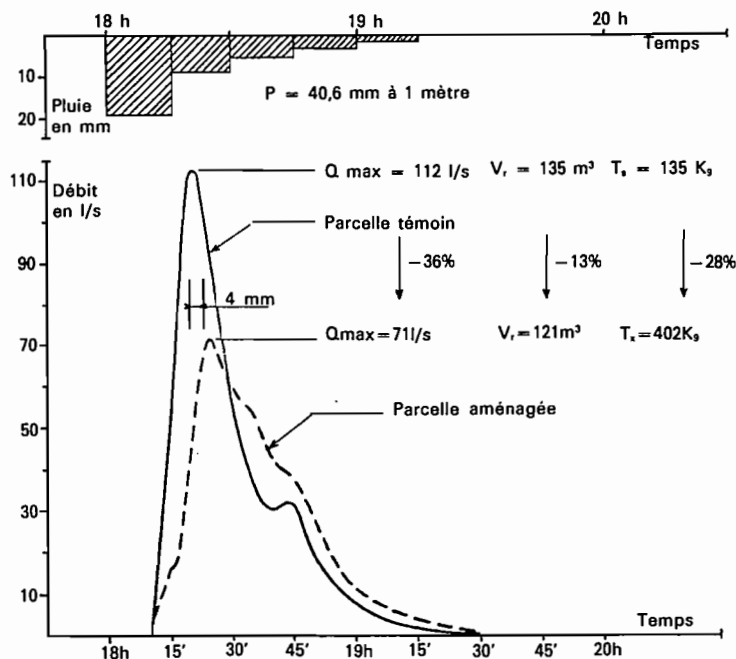 18 h 19 h 20 h
Temps
10
20
Pluie
en mm
P = 40,6 mm à 1 mètre
110
90
70
50
30
10
Débit
en l/s
Q max = 112 l/s Vr = 135 m³ Ts = 135 K9
Parcelle témoin
−36% −13% −28%
4 mm
Qmax=71l/s Vr=121m³ Tx=402K9
Parcelle aménagée
Temps
18h 15' 30' 45' 19h 15' 30' 45' 20h